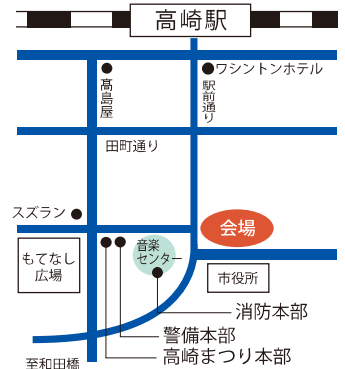 高崎駅
ワシントンホテル
髙島屋
駅前通り
田町通り
スズラン
会場
もてなし
広場
音楽
センター
市役所
消防本部
警備本部
高崎まつり本部
至和田橋